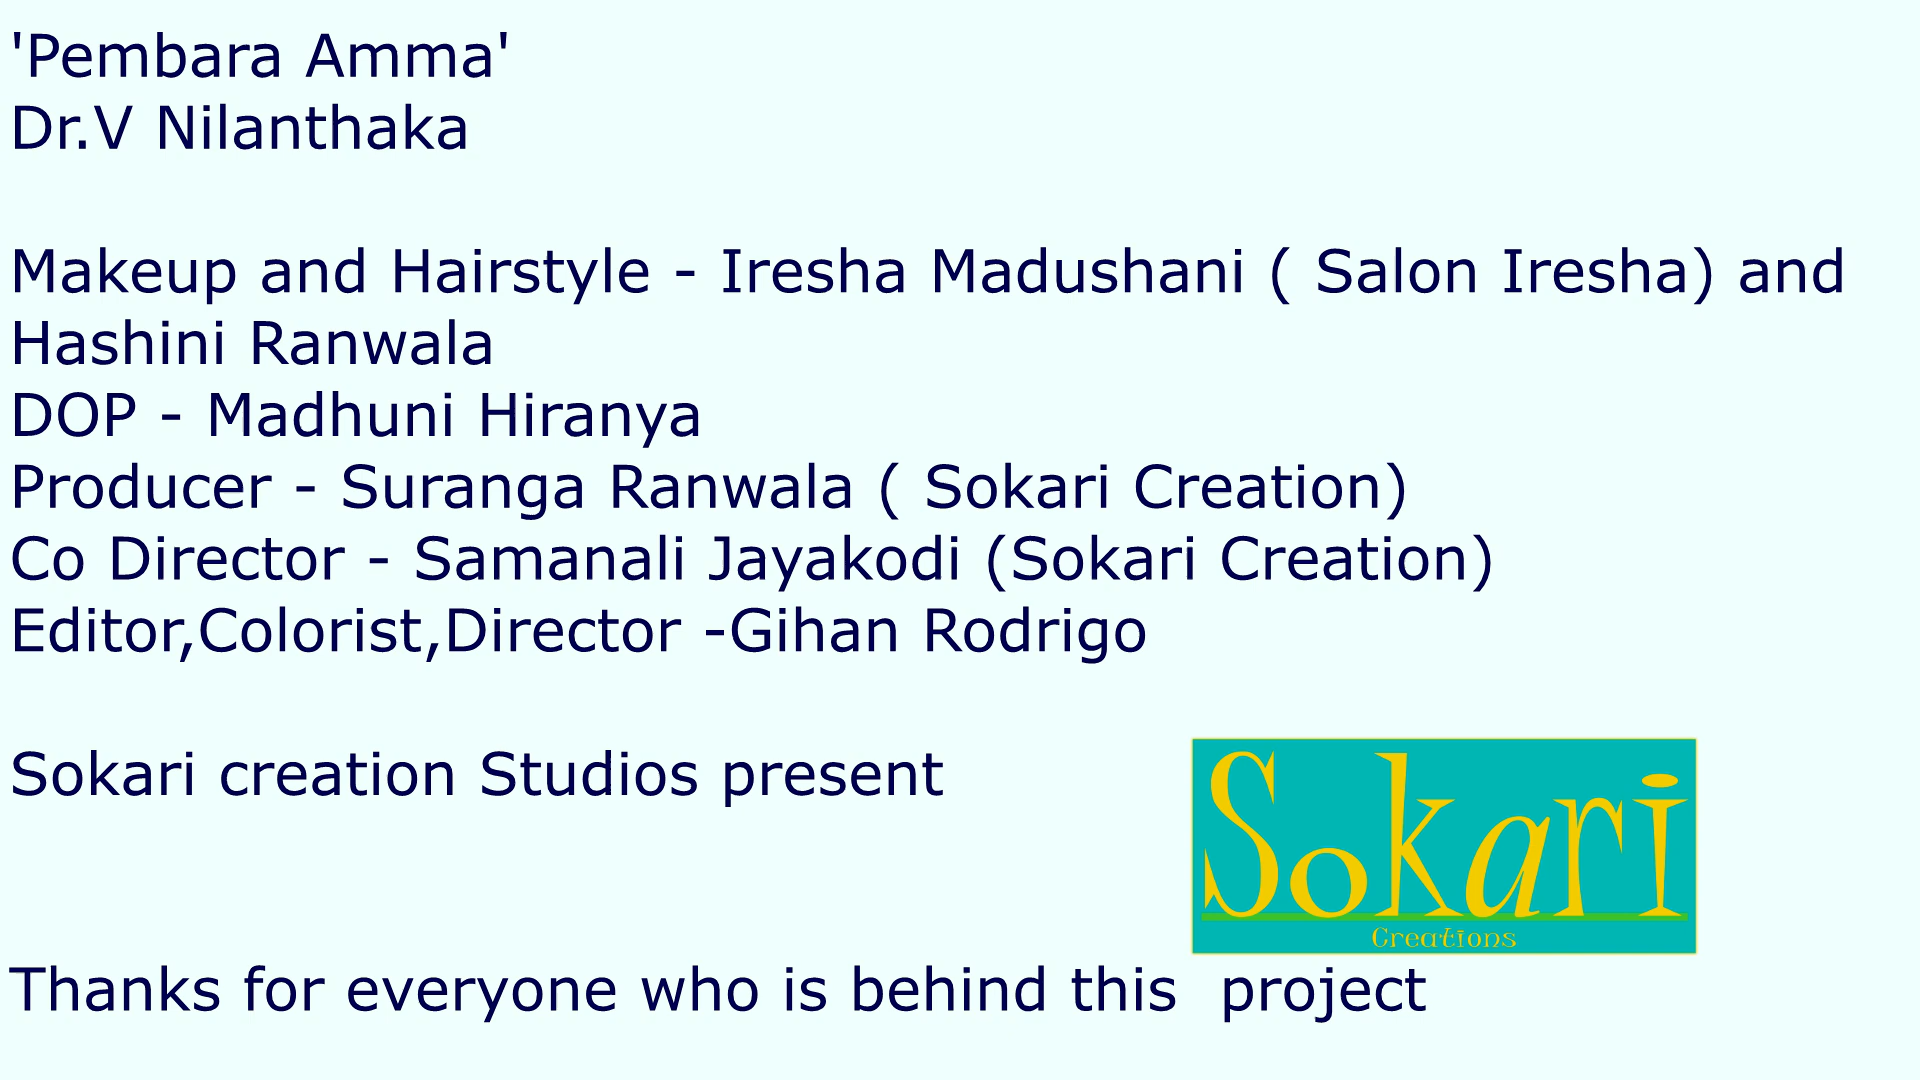 'Pembara Amma'
Dr.V Nilanthaka
Makeup and Hairstyle - Iresha Madushani ( Salon Iresha) and
Hashini Ranwala
DOP - Madhuni Hiranya
Producer - Suranga Ranwala ( Sokari Creation)
Co Director - Samanali Jayakodi (Sokari Creation)
Editor,Colorist,Director -Gihan Rodrigo
Sokari creation Studios present
Sokari
Creations
Thanks for everyone who is behind this  project